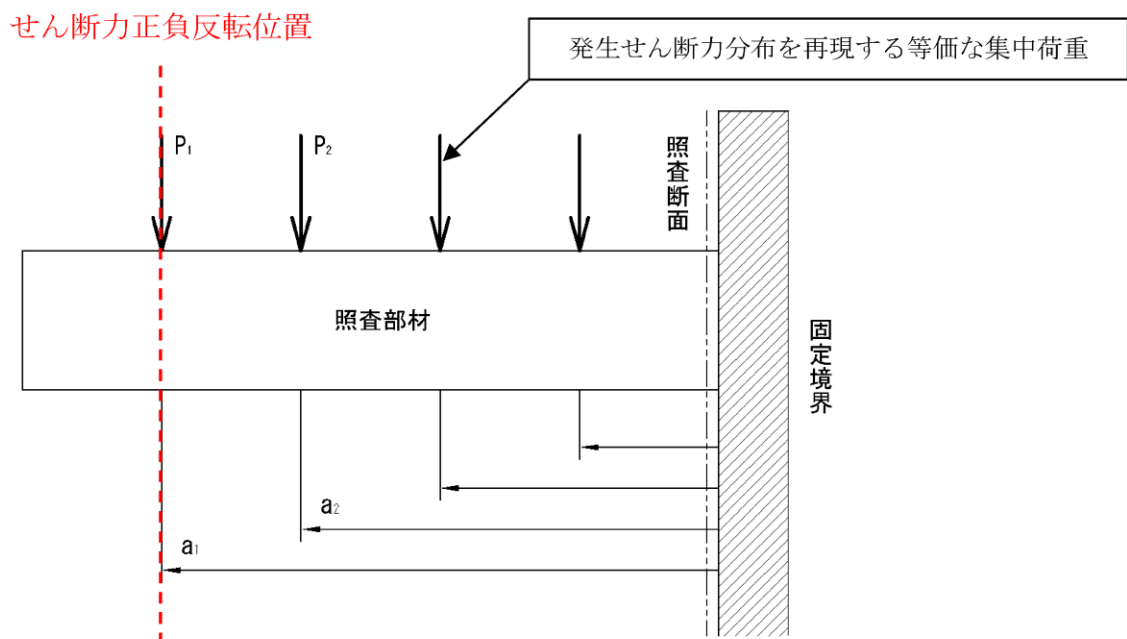 せん断力正負反転位置
発生せん断力分布を再現する等価な集中荷重
P₁
P₂
照査断面
照査部材
固定境界
a₂
a₁